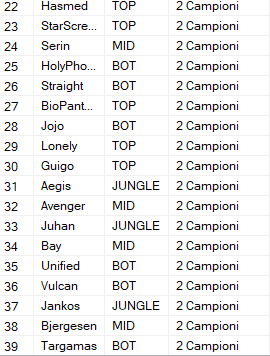 22 Hasmed TOP 2 Campioni
23 StarScre... TOP 2 Campioni
24 Serin MID 2 Campioni
25 HolyPho... BOT 2 Campioni
26 Straight BOT 2 Campioni
27 BioPant... TOP 2 Campioni
28 Jojo BOT 2 Campioni
29 Lonely TOP 2 Campioni
30 Guigo TOP 2 Campioni
31 Aegis JUNGLE 2 Campioni
32 Avenger MID 2 Campioni
33 Juhan JUNGLE 2 Campioni
34 Bay MID 2 Campioni
35 Unified BOT 2 Campioni
36 Vulcan BOT 2 Campioni
37 Jankos JUNGLE 2 Campioni
38 Bjergesen MID 2 Campioni
39 Targamas BOT 2 Campioni